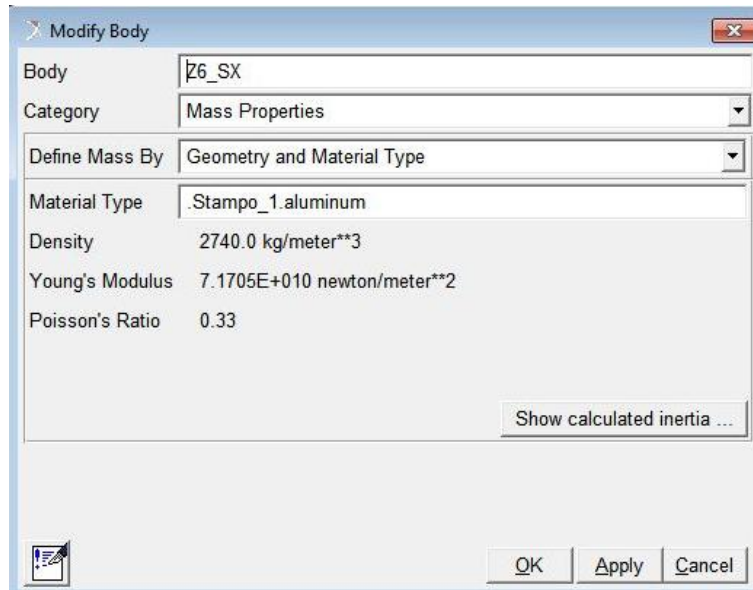 Modify Body
Body Z6_SX
Category Mass Properties
Define Mass By Geometry and Material Type
Material Type .Stampo_1.aluminum
Density 2740.0 kg/meter**3
Young's Modulus 7.1705E+010 newton/meter**2
Poisson's Ratio 0.33
Show calculated inertia ...
OK Apply Cancel